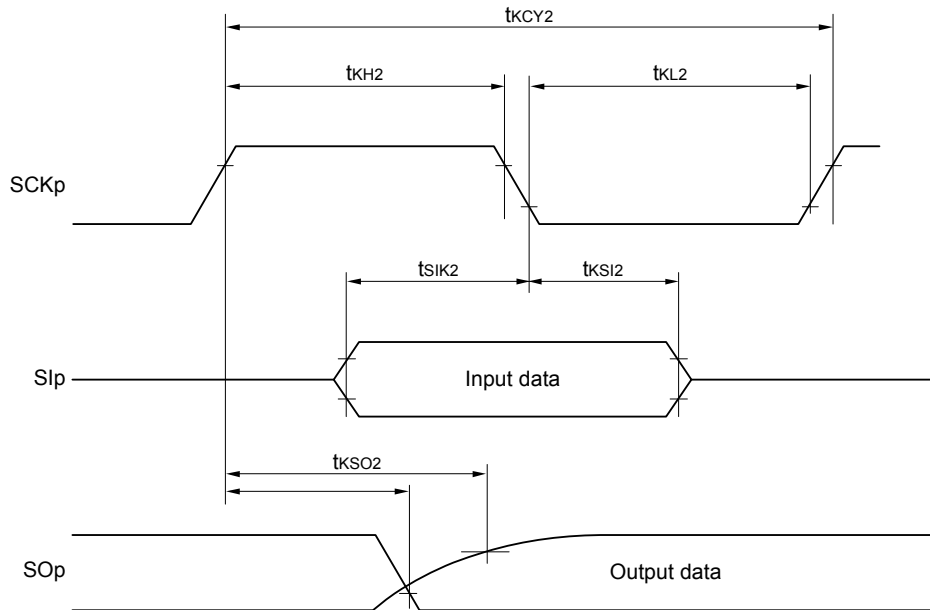 tKCY2
tKH2
tKL2
SCKp
tSIK2
tKSI2
SIp
Input data
tKSO2
SOp
Output data